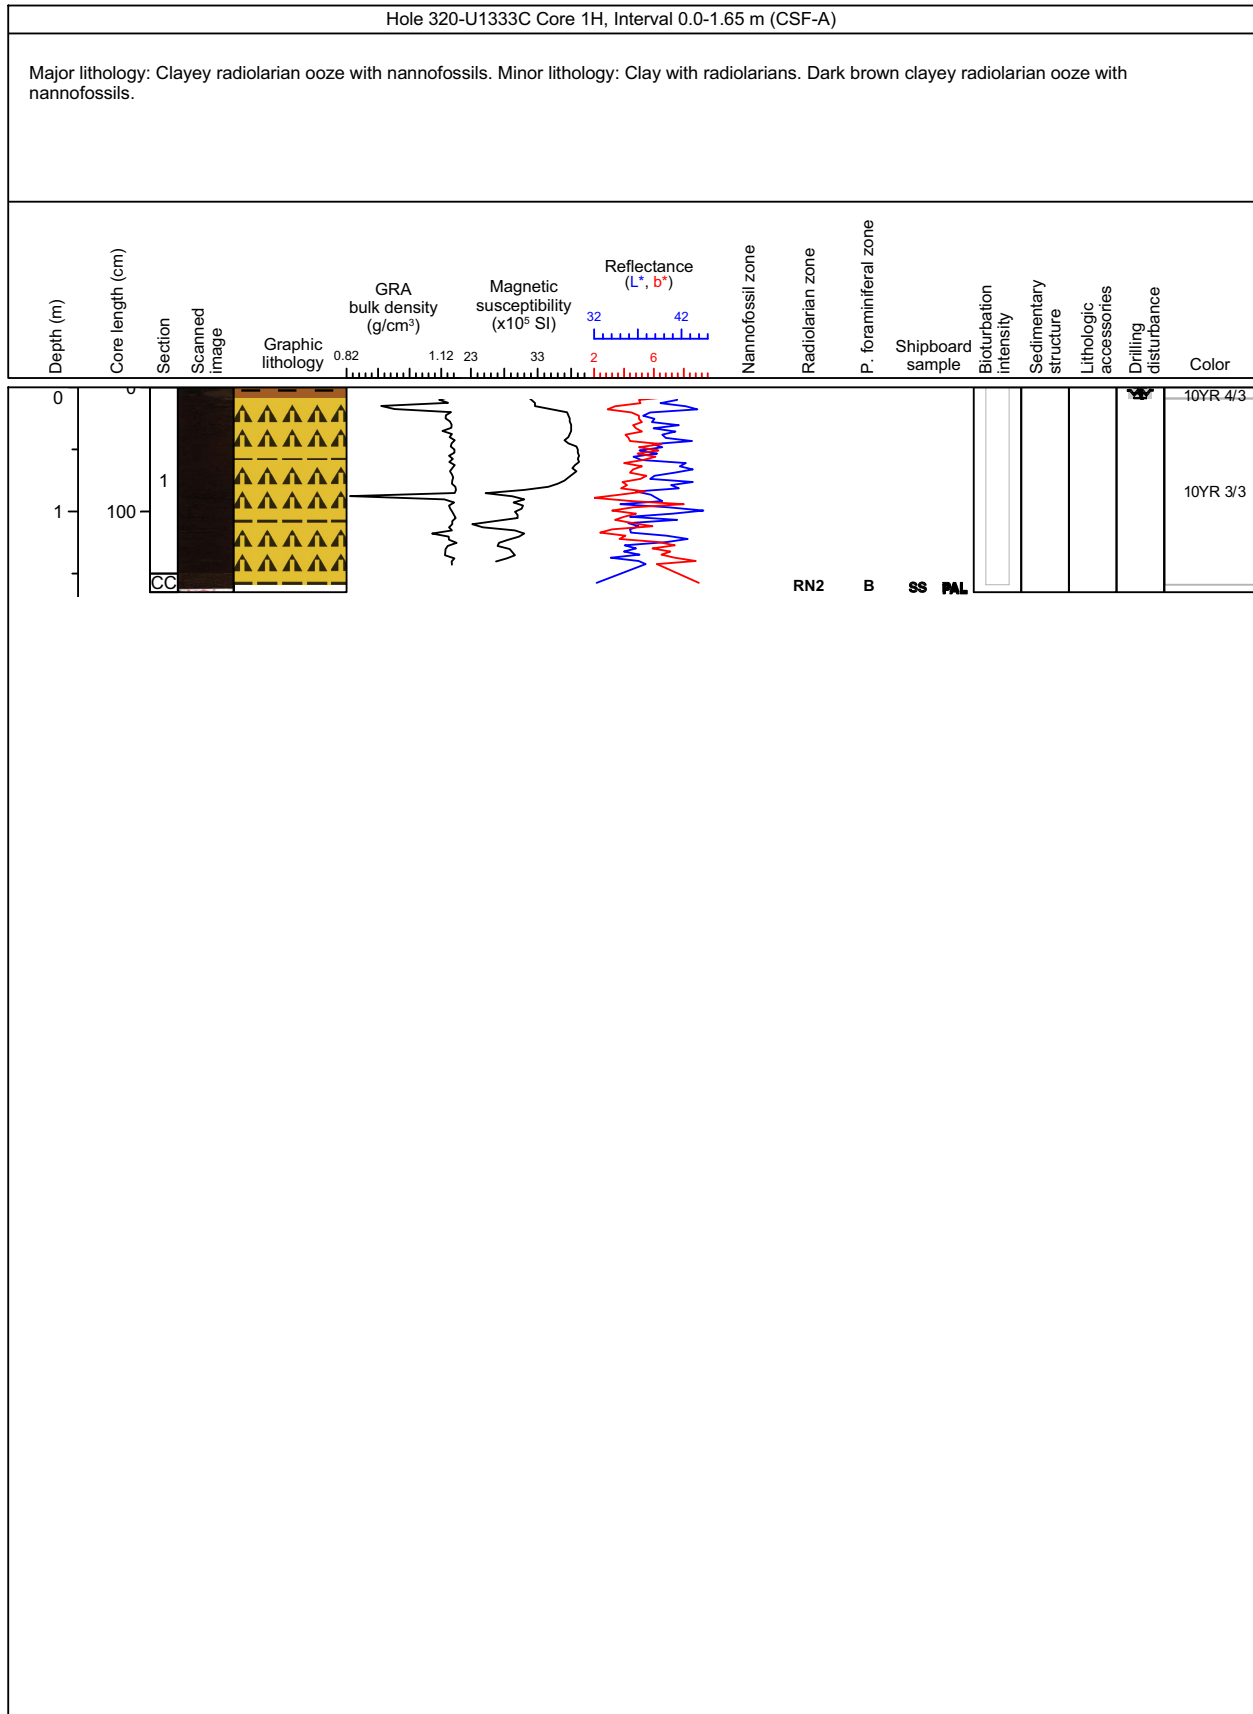 Hole 320-U1333C Core 1H, Interval 0.0-1.65 m (CSF-A)
Major lithology: Clayey radiolarian ooze with nannofossils. Minor lithology: Clay with radiolarians. Dark brown clayey radiolarian ooze with
nannofossils.
Depth (m)
Core length (cm)
Section
Scanned
image
Graphic
lithology
GRA
bulk density
(g/cm³)
0.82 1.12
Magnetic
susceptibility
(x10⁵ SI)
23 33
Reflectance
(L*, b*)
32 42
2 6
Nannofossil zone
Radiolarian zone
P. foraminiferal zone
Shipboard
sample
Bioturbation
intensity
Sedimentary
structure
Lithologic
accessories
Drilling
disturbance
Color
0 0 10YR 4/3
1 10YR 3/3
1 100
CC
RN2 B SS PAL